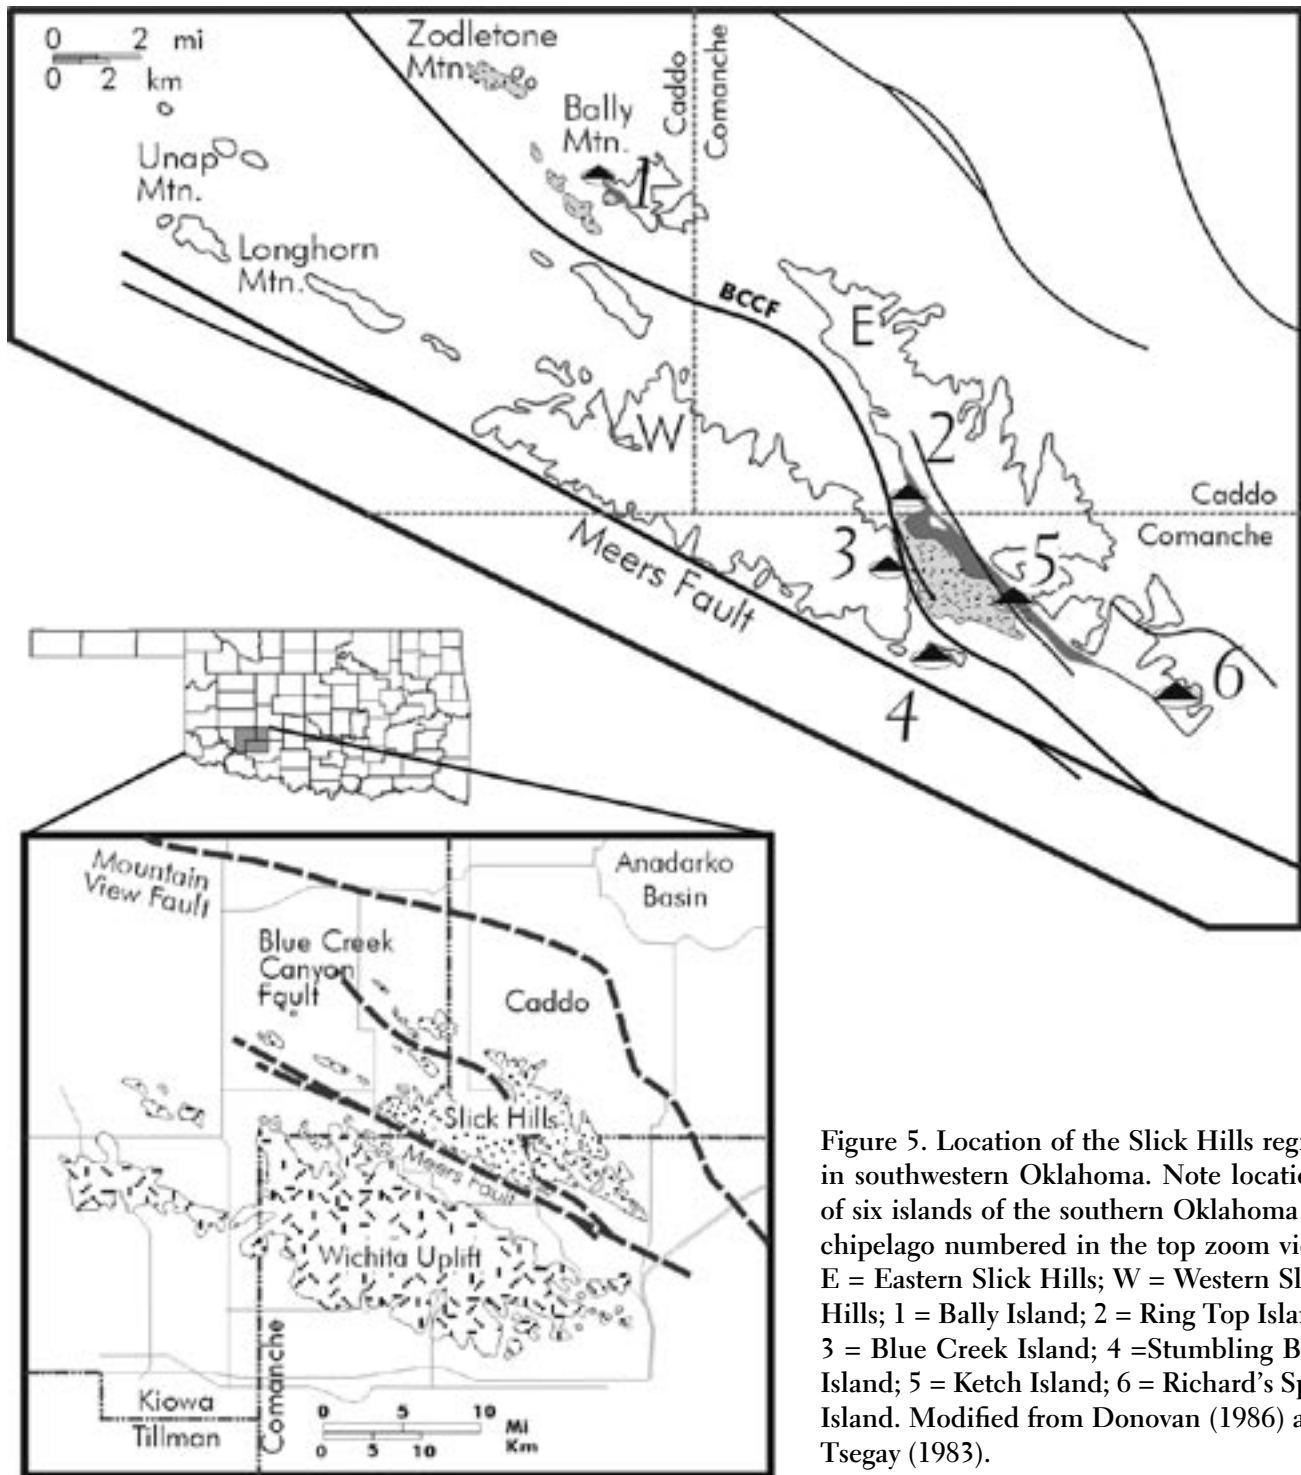 0 2 mi
0 2 km
Zodletone
Mtn.
Caddo
Comanche
Bally
Mtn.
1
Unap
Mtn.
Longhorn
Mtn.
BCCF
E
W
2
Caddo
Comanche
3
5
Meers Fault
4
6
Mountain
View Fault
Anadarko
Basin
Blue Creek
Canyon
Fault
Caddo
Slick Hills
Meers Fault
Wichita Uplift
Comanche
Kiowa
Tillman
0 5 10
Mi
Km
0 5 10
Figure 5. Location of the Slick Hills reg
in southwestern Oklahoma. Note locatio
of six islands of the southern Oklahoma
chipelago numbered in the top zoom vi
E = Eastern Slick Hills; W = Western Sl
Hills; 1 = Bally Island; 2 = Ring Top Islan
3 = Blue Creek Island; 4 =Stumbling B
Island; 5 = Ketch Island; 6 = Richard's Sp
Island. Modified from Donovan (1986) a
Tsegay (1983).